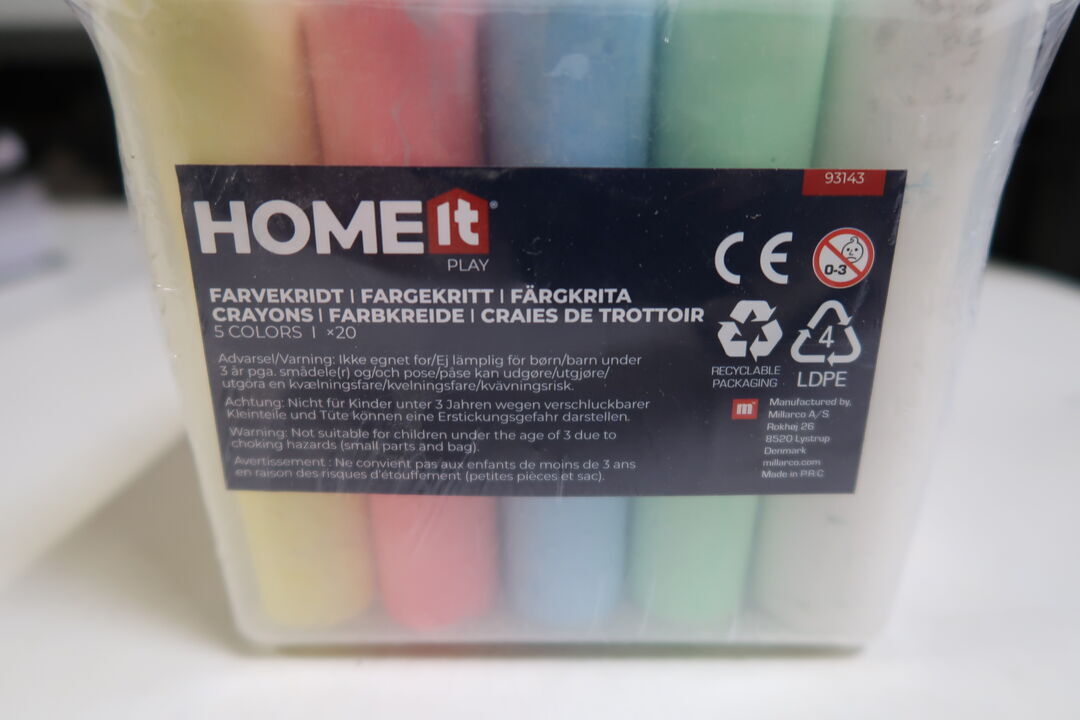 93143
HOMEIt®
PLAY
FARVEKRIDT | FARGEKRITT | FÄRGKRITA
CRAYONS | FARBKREIDE | CRAIES DE TROTTOIR
5 COLORS | ×20
Advarsel/Varning: Ikke egnet for/Ej lämplig för børn/barn under
3 år pga. smådele(r) og/och pose/påse kan udgøre/utgjøre/
utgöra en kvælningsfare/kvelningsfare/kvävningsrisk.
Achtung: Nicht für Kinder unter 3 Jahren wegen verschluckbarer
Kleinteile und Tüte können eine Erstickungsgefahr darstellen.
Warning: Not suitable for children under the age of 3 due to
choking hazards (small parts and bag).
Avertissement : Ne convient pas aux enfants de moins de 3 ans
en raison des risques d'étouffement (petites pièces et sac).
CE
0-3
4
RECYCLABLE
PACKAGING
LDPE
m
Manufactured by,
Millarco A/S
Rokhøj 26
8520 Lystrup
Denmark
millarco.com
Made in P.R.C